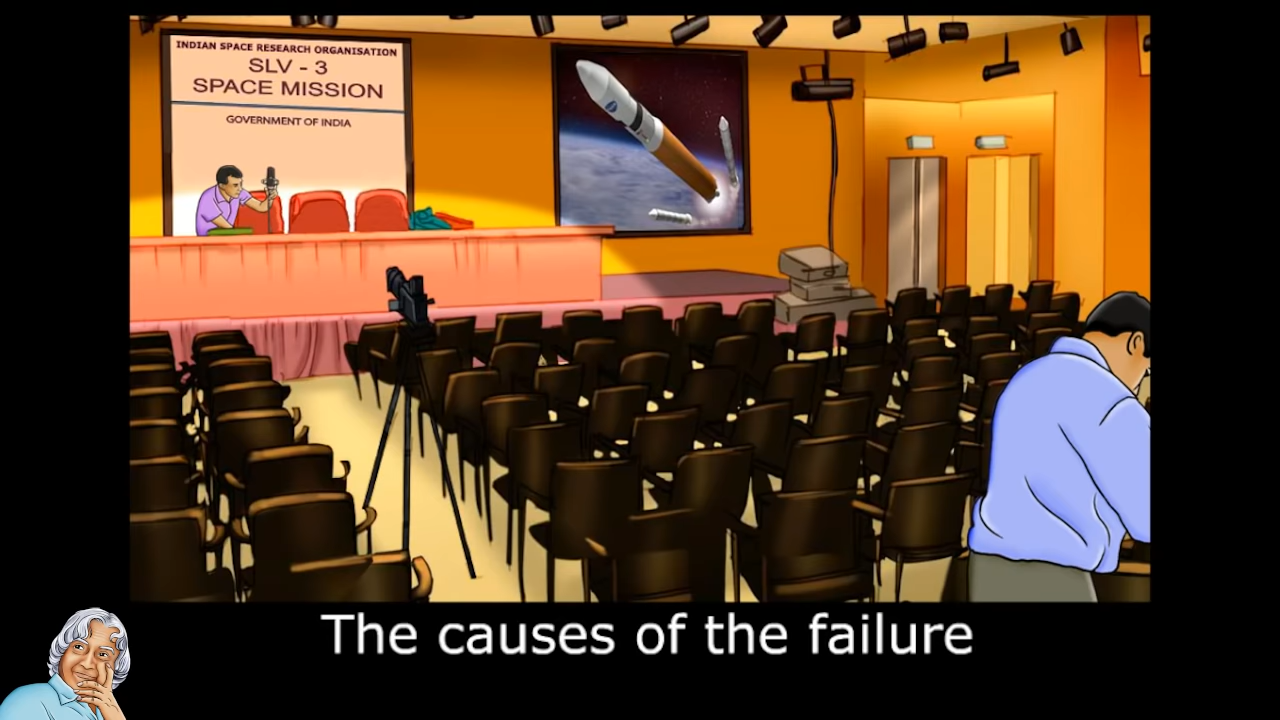 INDIAN SPACE RESEARCH ORGANISATION
SLV - 3
SPACE MISSION
GOVERNMENT OF INDIA
The causes of the failure